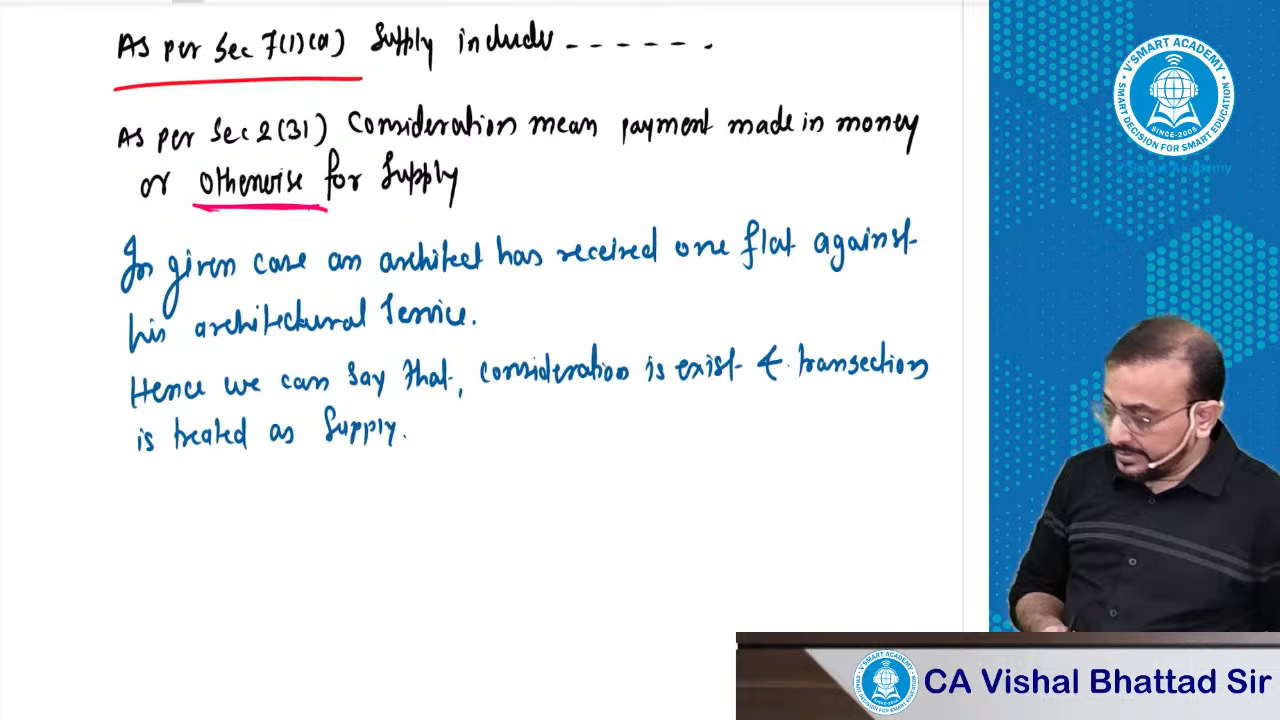 As per Sec 7(1)(a) Supply include - - - - - - .
As per Sec 2(31) Consideration mean payment made in money
or otherwise for Supply
In given case an architect has received one flat against
his architectural Service.
Hence we can say that, consideration is exist & transection
is treated as Supply.
V'SMART ACADEMY
SINCE-2005
SMART DECISION FOR SMART EDUCATION
V'Smart Academy
CA Vishal Bhattad Sir